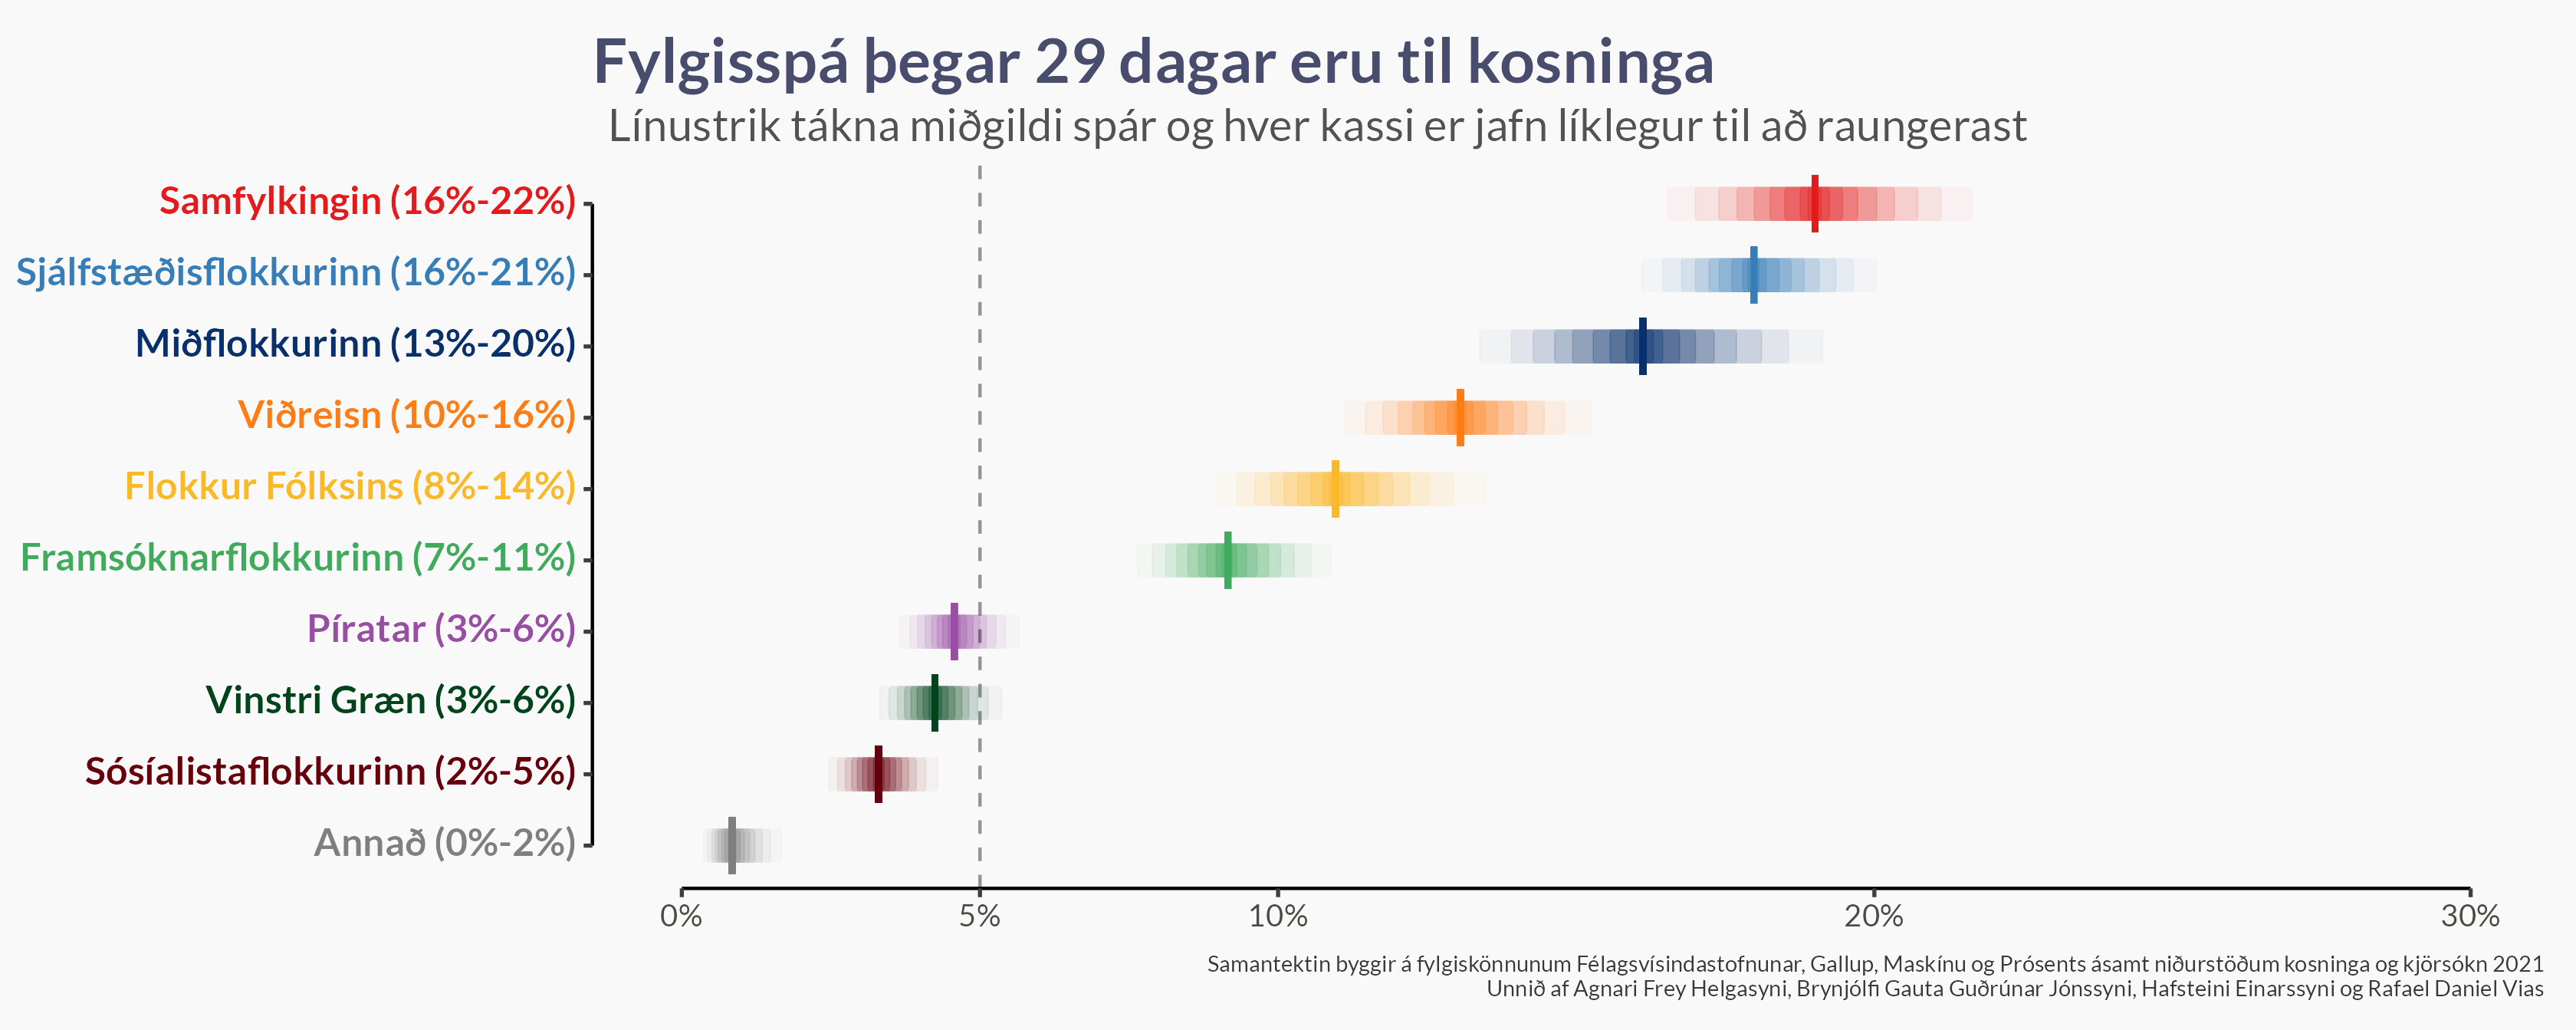 Fylgisspá þegar 29 dagar eru til kosninga
Línustrik tákna miðgildi spár og hver kassi er jafn líklegur til að raungerast
Samfylkingin (16%-22%)
Sjálfstæðisflokkurinn (16%-21%)
Miðflokkurinn (13%-20%)
Viðreisn (10%-16%)
Flokkur Fólksins (8%-14%)
Framsóknarflokkurinn (7%-11%)
Píratar (3%-6%)
Vinstri Græn (3%-6%)
Sósíalistaflokkurinn (2%-5%)
Annað (0%-2%)
0% 5% 10% 20% 30%
Samantektin byggir á fylgiskönnunum Félagsvísindastofnunar, Gallup, Maskínu og Prósents ásamt niðurstöðum kosninga og kjörsókn 2021
Unnið af Agnari Frey Helgasyni, Brynjólfi Gauta Guðrúnar Jónssyni, Hafsteini Einarssyni og Rafael Daniel Vias